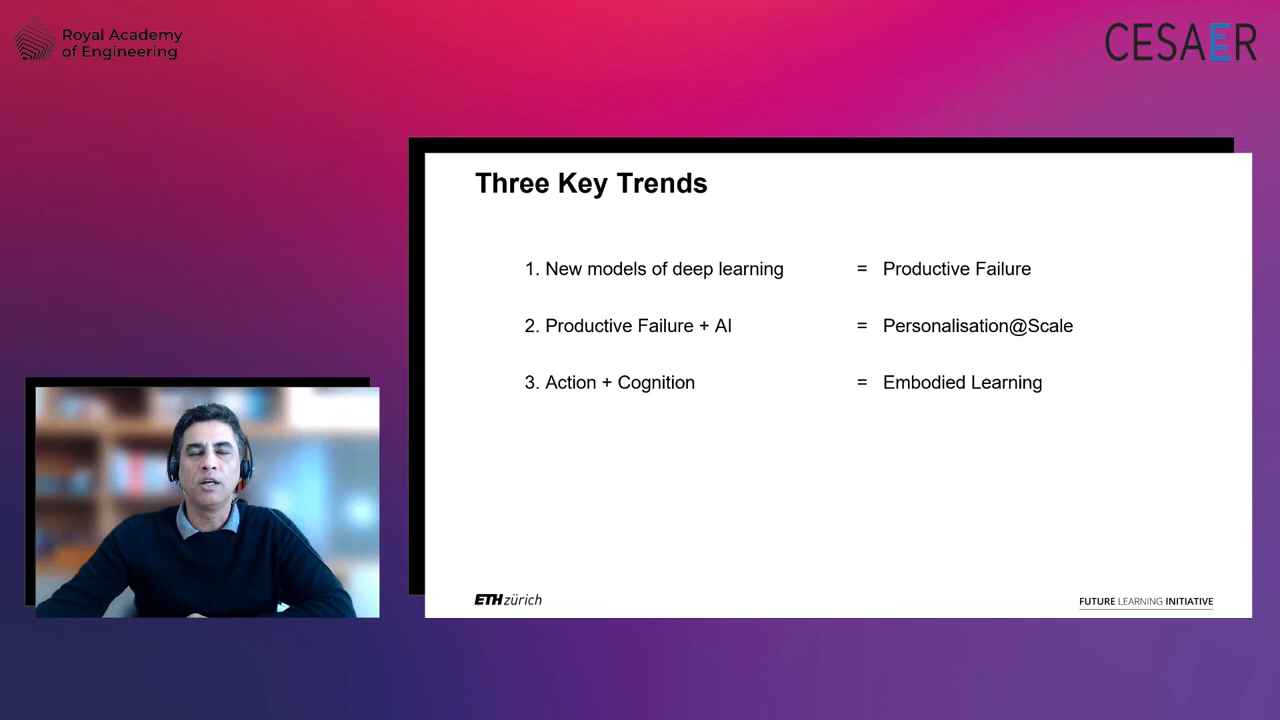 Royal Academy
of Engineering
CESAER
Three Key Trends
1. New models of deep learning = Productive Failure
2. Productive Failure + AI = Personalisation@Scale
3. Action + Cognition = Embodied Learning
ETH zürich
FUTURE LEARNING INITIATIVE